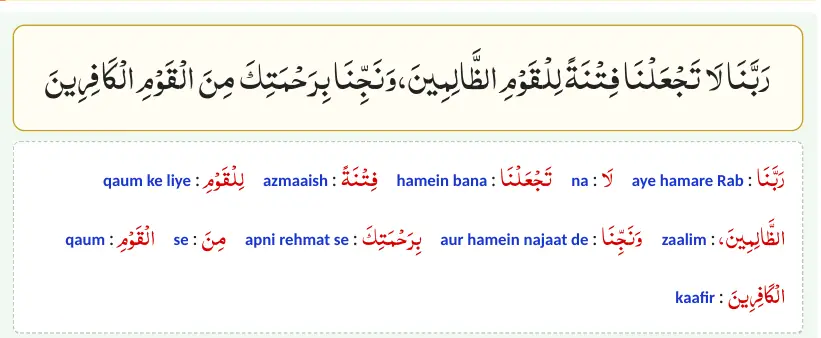 رَبَّنَا لَا تَجْعَلْنَا فِتْنَةً لِلْقَوْمِ الظَّالِمِينَ، وَنَجِّنَا بِرَحْمَتِكَ مِنَ الْقَوْمِ الْكَافِرِينَ
رَبَّنَا : aye hamare Rab لَا : na تَجْعَلْنَا : hamein bana فِتْنَةً : azmaaish لِلْقَوْمِ : qaum ke liye
الظَّالِمِينَ، : zaalim وَنَجِّنَا : aur hamein najaat de بِرَحْمَتِكَ : apni rehmat se مِنَ : se الْقَوْمِ : qaum
الْكَافِرِينَ : kaafir